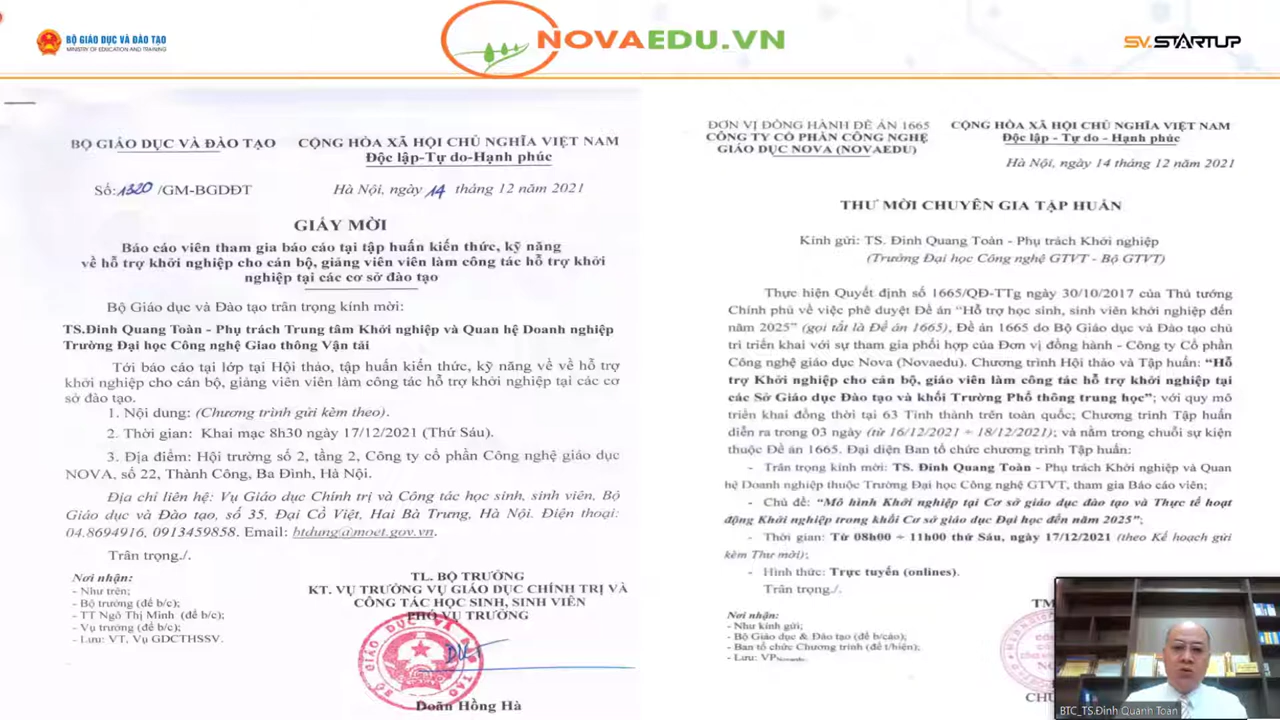 BỘ GIÁO DỤC VÀ ĐÀO TẠO
MINISTRY OF EDUCATION AND TRAINING
NOVAEDU.VN
SV.STARTUP
BỘ GIÁO DỤC VÀ ĐÀO TẠO
CỘNG HÒA XÃ HỘI CHỦ NGHĨA VIỆT NAM
Độc lập-Tự do-Hạnh phúc
Số:1320/GM-BGDĐT
Hà Nội, ngày 14 tháng 12 năm 2021
GIẤY MỜI
Báo cáo viên tham gia báo cáo tại tập huấn kiến thức, kỹ năng
về hỗ trợ khởi nghiệp cho cán bộ, giảng viên viên làm công tác hỗ trợ khởi
nghiệp tại các cơ sở đào tạo
Bộ Giáo dục và Đào tạo trân trọng kính mời:
TS.Đinh Quang Toàn - Phụ trách Trung tâm Khởi nghiệp và Quan hệ Doanh nghiệp
Trường Đại học Công nghệ Giao thông Vận tải
Tới báo cáo tại lớp tại Hội thảo, tập huấn kiến thức, kỹ năng về về hỗ trợ
khởi nghiệp cho cán bộ, giảng viên viên làm công tác hỗ trợ khởi nghiệp tại các cơ
sở đào tạo.
1. Nội dung: (Chương trình gửi kèm theo).
2. Thời gian: Khai mạc 8h30 ngày 17/12/2021 (Thứ Sáu).
3. Địa điểm: Hội trường số 2, tầng 2, Công ty cổ phần Công nghệ giáo dục
NOVA, số 22, Thành Công, Ba Đình, Hà Nội.
Địa chỉ liên hệ: Vụ Giáo dục Chính trị và Công tác học sinh, sinh viên, Bộ
Giáo dục và Đào tạo, số 35, Đại Cồ Việt, Hai Bà Trưng, Hà Nội. Điện thoại:
04.8694916, 0913459858. Email: btdung@moet.gov.vn.
Trân trọng./.
Nơi nhận:
- Như trên;
- Bộ trưởng (để b/c);
- TT Ngô Thị Minh (để b/c);
- Vụ trưởng (để b/c);
- Lưu: VT, Vụ GDCTHSSV.
TL. BỘ TRƯỞNG
KT. VỤ TRƯỞNG VỤ GIÁO DỤC CHÍNH TRỊ VÀ
CÔNG TÁC HỌC SINH, SINH VIÊN
PHÓ VỤ TRƯỞNG
Doãn Hồng Hà
ĐƠN VỊ ĐỒNG HÀNH ĐỀ ÁN 1665
CÔNG TY CỔ PHẦN CÔNG NGHỆ
GIÁO DỤC NOVA (NOVAEDU)
CỘNG HÒA XÃ HỘI CHỦ NGHĨA VIỆT NAM
Độc lập - Tự do - Hạnh phúc
Hà Nội, ngày 14 tháng 12 năm 2021
THƯ MỜI CHUYÊN GIA TẬP HUẤN
Kính gửi: TS. Đinh Quang Toàn - Phụ trách Khởi nghiệp
(Trường Đại học Công nghệ GTVT - Bộ GTVT)
Thực hiện Quyết định số 1665/QĐ-TTg ngày 30/10/2017 của Thủ tướng
Chính phủ về việc phê duyệt Đề án “Hỗ trợ học sinh, sinh viên khởi nghiệp đến
năm 2025” (gọi tắt là Đề án 1665), Đề án 1665 do Bộ Giáo dục và Đào tạo chủ
trì triển khai với sự tham gia phối hợp của Đơn vị đồng hành - Công ty Cổ phần
Công nghệ giáo dục Nova (Novaedu). Chương trình Hội thảo và Tập huấn: “Hỗ
trợ Khởi nghiệp cho cán bộ, giáo viên làm công tác hỗ trợ khởi nghiệp tại
các Sở Giáo dục Đào tạo và khối Trường Phổ thông trung học”; với quy mô
triển khai đồng thời tại 63 Tỉnh thành trên toàn quốc; Chương trình Tập huấn
diễn ra trong 03 ngày (từ 16/12/2021 ÷ 18/12/2021); và nằm trong chuỗi sự kiện
thuộc Đề án 1665. Đại diện Ban tổ chức chương trình Tập huấn:
- Trân trọng kính mời: TS. Đinh Quang Toàn - Phụ trách Khởi nghiệp và Quan
hệ Doanh nghiệp thuộc Trường Đại học Công nghệ GTVT, tham gia Báo cáo viên;
- Chủ đề: “Mô hình Khởi nghiệp tại Cơ sở giáo dục đào tạo và Thực tế hoạt
động Khởi nghiệp trong khối Cơ sở giáo dục Đại học đến năm 2025”;
- Thời gian: Từ 08h00 ÷ 11h00 thứ Sáu, ngày 17/12/2021 (theo Kế hoạch gửi
kèm Thư mời);
- Hình thức: Trực tuyến (onlines).
Trân trọng./.
Nơi nhận:
- Như kính gửi;
- Bộ Giáo dục & Đào tạo (để b/cáo);
- Ban tổ chức Chương trình (để t/hiện);
- Lưu: VPNovaedu.
TM
CH
BTC_TS.Đinh Quanh Toàn